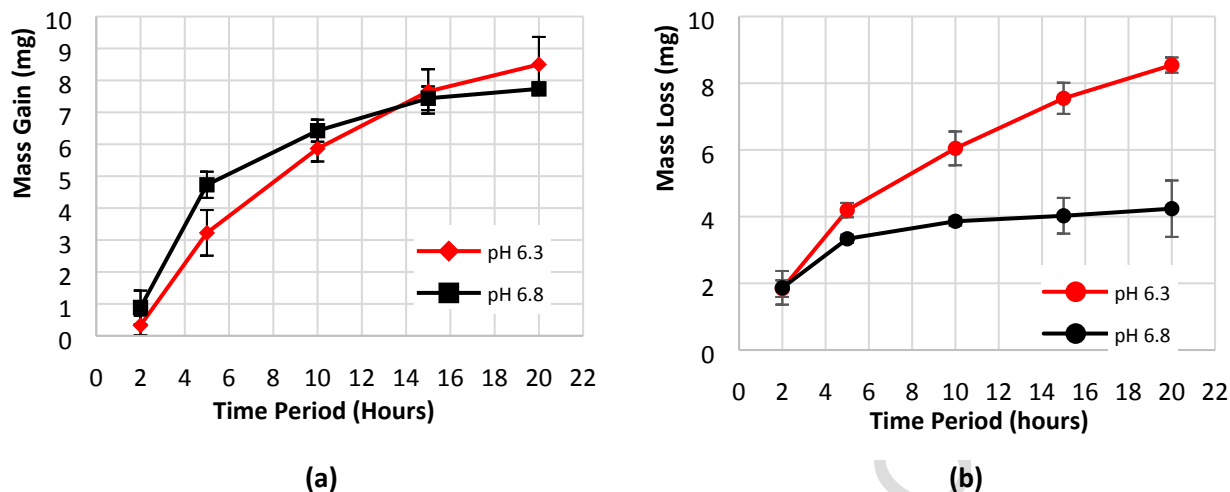 Mass Gain (mg)
10
9
8
7
6
5
4
3
2
1
0
pH 6.3
pH 6.8
0 2 4 6 8 10 12 14 16 18 20 22
Time Period (Hours)
(a)
Mass Loss (mg)
10
8
6
4
2
0
pH 6.3
pH 6.8
0 2 4 6 8 10 12 14 16 18 20 22
Time Period (hours)
(b)